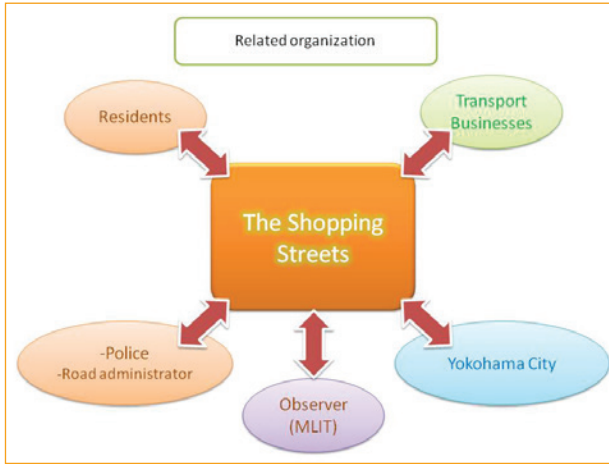 Related organization
Residents
Transport
Businesses
The Shopping
Streets
-Police
-Road administrator
Yokohama City
Observer
(MLIT)